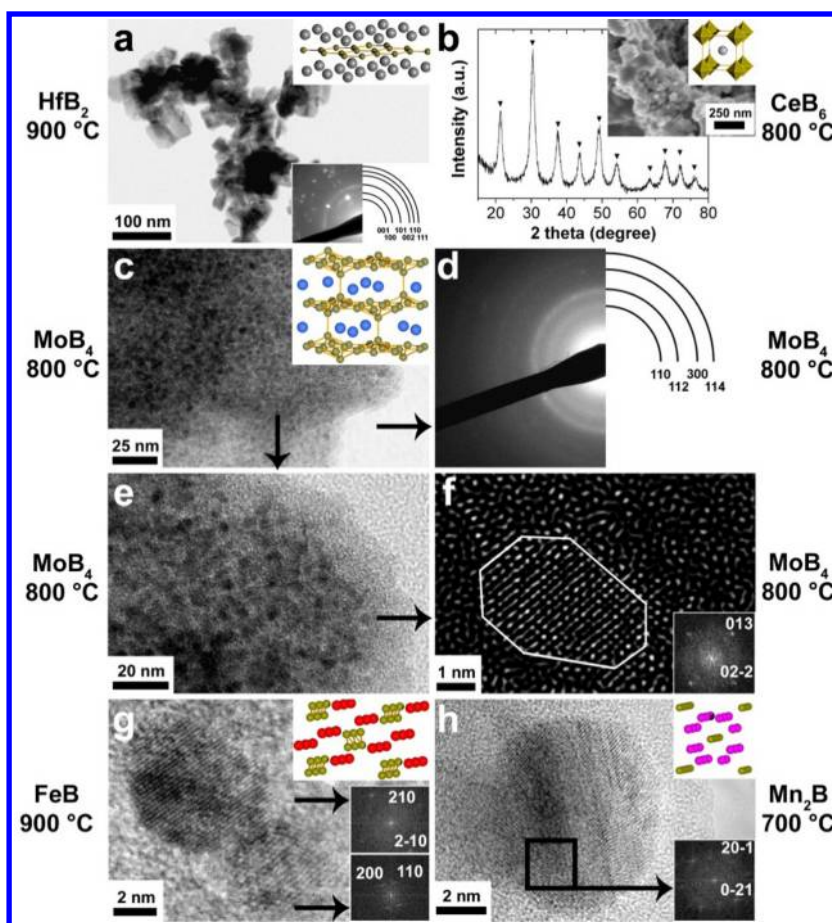 a
HfB2
900 °C
100 nm
001 101 110
100 002 111
b
Intensity (a.u.)
20 30 40 50 60 70 80
2 theta (degree)
250 nm
CeB6
800 °C
c
MoB4
800 °C
25 nm
d
110 300
112 114
MoB4
800 °C
e
MoB4
800 °C
20 nm
f
1 nm
013
02-2
MoB4
800 °C
g
FeB
900 °C
2 nm
210
2-10
200 110
h
2 nm
20-1
0-21
Mn2B
700 °C